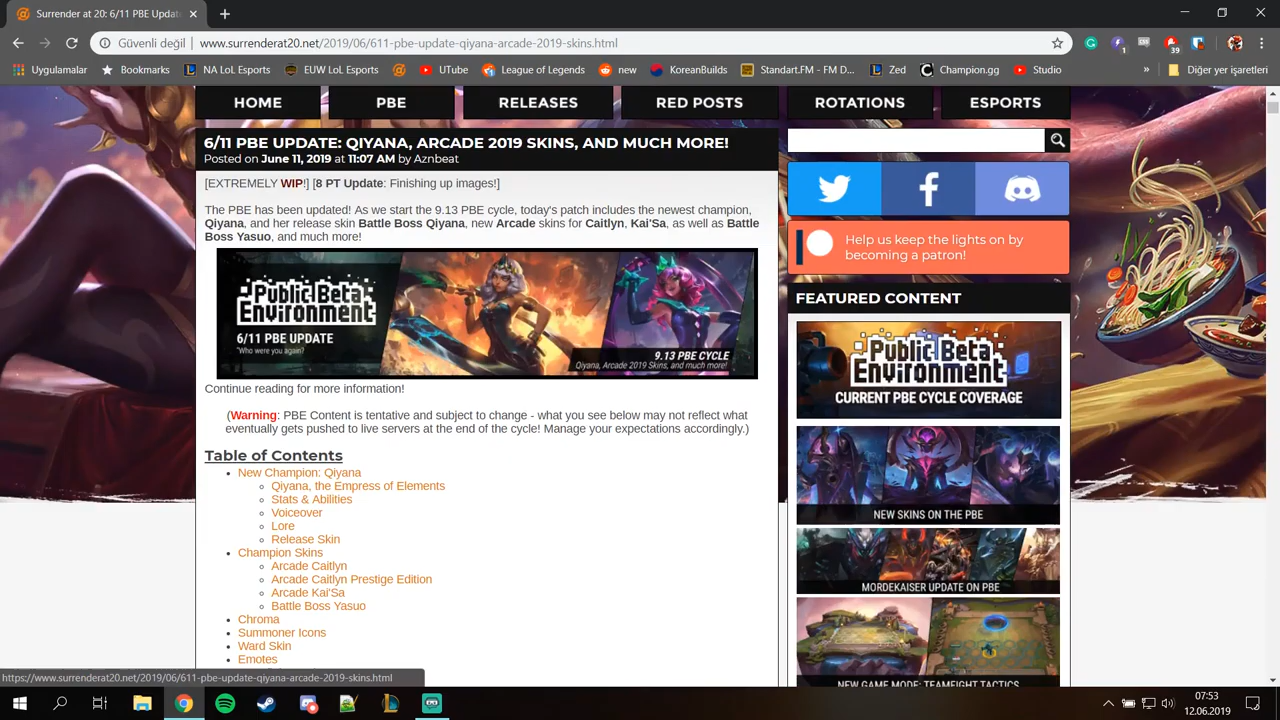 Surrender at 20: 6/11 PBE Updat
Güvenli değil
www.surrenderat20.net/2019/06/611-pbe-update-qiyana-arcade-2019-skins.html
1
39
Uygulamalar
Bookmarks
NA LoL Esports
EUW LoL Esports
UTube
League of Legends
new
KoreanBuilds
Standart.FM - FM D...
Zed
Champion.gg
Studio
»
Diğer yer işaretleri
HOME
PBE
RELEASES
RED POSTS
ROTATIONS
ESPORTS
6/11 PBE UPDATE: QIYANA, ARCADE 2019 SKINS, AND MUCH MORE!
Posted on June 11, 2019 at 11:07 AM by Aznbeat
[EXTREMELY WIP!] [8 PT Update: Finishing up images!]
The PBE has been updated! As we start the 9.13 PBE cycle, today's patch includes the newest champion,
Qiyana, and her release skin Battle Boss Qiyana, new Arcade skins for Caitlyn, Kai'Sa, as well as Battle
Boss Yasuo, and much more!
Public Beta
Environment
6/11 PBE UPDATE
"Who were you again?"
9.13 PBE CYCLE
Qiyana, Arcade 2019 Skins, and much more!
Continue reading for more information!
(Warning: PBE Content is tentative and subject to change - what you see below may not reflect what
eventually gets pushed to live servers at the end of the cycle! Manage your expectations accordingly.)
Table of Contents
New Champion: Qiyana
Qiyana, the Empress of Elements
Stats & Abilities
Voiceover
Lore
Release Skin
Champion Skins
Arcade Caitlyn
Arcade Caitlyn Prestige Edition
Arcade Kai'Sa
Battle Boss Yasuo
Chroma
Summoner Icons
Ward Skin
Emotes
Help us keep the lights on by
becoming a patron!
FEATURED CONTENT
Public Beta
Environment
CURRENT PBE CYCLE COVERAGE
NEW SKINS ON THE PBE
MORDEKAISER UPDATE ON PBE
NEW GAME MODE: TEAMFIGHT TACTICS
https://www.surrenderat20.net/2019/06/611-pbe-update-qiyana-arcade-2019-skins.html
07:53
12.06.2019